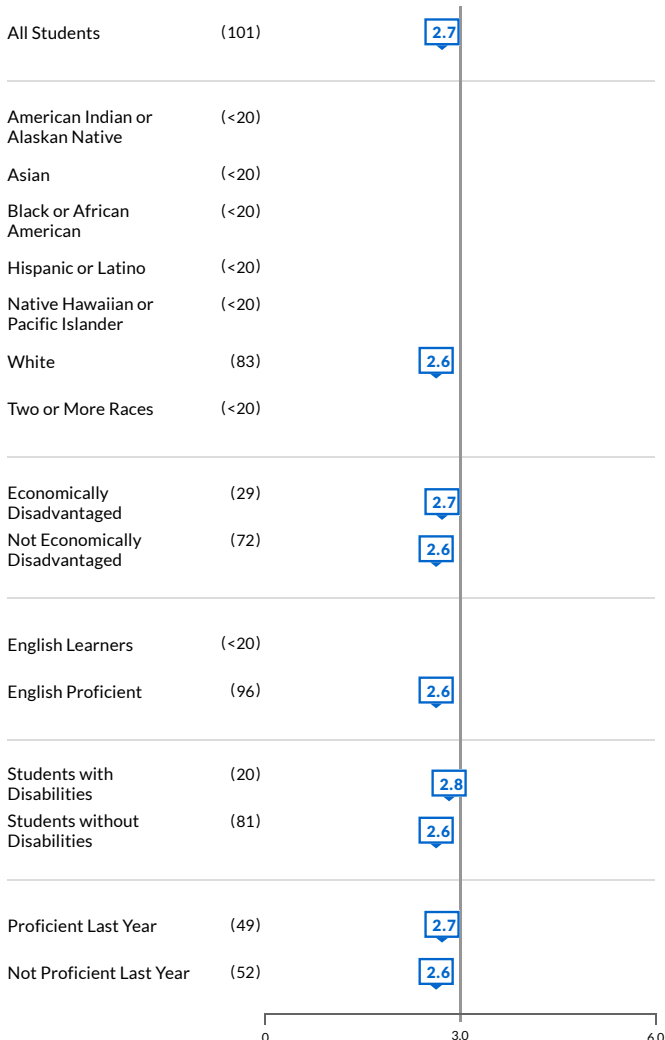 All Students (101) 2.7
American Indian or (<20)
Alaskan Native
Asian (<20)
Black or African (<20)
American
Hispanic or Latino (<20)
Native Hawaiian or (<20)
Pacific Islander
White (83) 2.6
Two or More Races (<20)
Economically (29) 2.7
Disadvantaged
Not Economically (72) 2.6
Disadvantaged
English Learners (<20)
English Proficient (96) 2.6
Students with (20) 2.8
Disabilities
Students without (81) 2.6
Disabilities
Proficient Last Year (49) 2.7
Not Proficient Last Year (52) 2.6
0 3.0 6.0